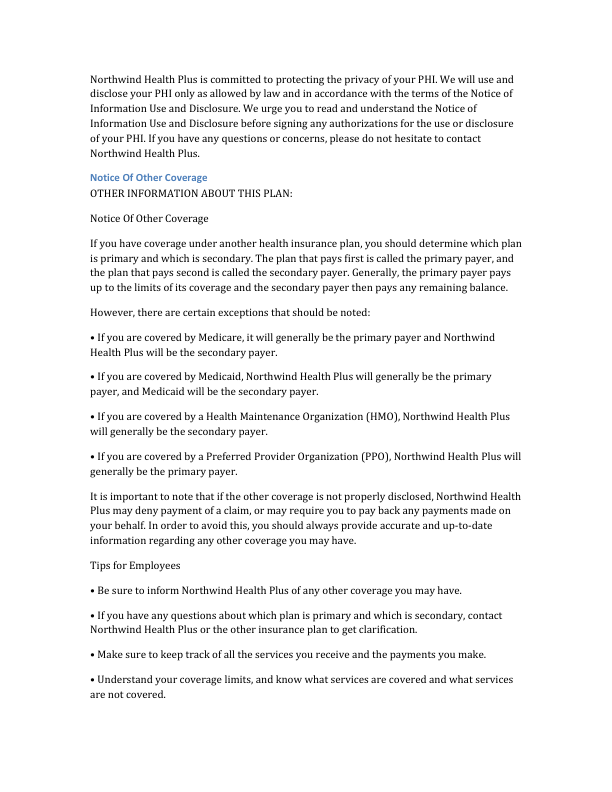 Northwind Health Plus is committed to protecting the privacy of your PHI. We will use and
disclose your PHI only as allowed by law and in accordance with the terms of the Notice of
Information Use and Disclosure. We urge you to read and understand the Notice of
Information Use and Disclosure before signing any authorizations for the use or disclosure
of your PHI. If you have any questions or concerns, please do not hesitate to contact
Northwind Health Plus.
Notice Of Other Coverage
OTHER INFORMATION ABOUT THIS PLAN:
Notice Of Other Coverage
If you have coverage under another health insurance plan, you should determine which plan
is primary and which is secondary. The plan that pays first is called the primary payer, and
the plan that pays second is called the secondary payer. Generally, the primary payer pays
up to the limits of its coverage and the secondary payer then pays any remaining balance.
However, there are certain exceptions that should be noted:
• If you are covered by Medicare, it will generally be the primary payer and Northwind
Health Plus will be the secondary payer.
• If you are covered by Medicaid, Northwind Health Plus will generally be the primary
payer, and Medicaid will be the secondary payer.
• If you are covered by a Health Maintenance Organization (HMO), Northwind Health Plus
will generally be the secondary payer.
• If you are covered by a Preferred Provider Organization (PPO), Northwind Health Plus will
generally be the primary payer.
It is important to note that if the other coverage is not properly disclosed, Northwind Health
Plus may deny payment of a claim, or may require you to pay back any payments made on
your behalf. In order to avoid this, you should always provide accurate and up-to-date
information regarding any other coverage you may have.
Tips for Employees
• Be sure to inform Northwind Health Plus of any other coverage you may have.
• If you have any questions about which plan is primary and which is secondary, contact
Northwind Health Plus or the other insurance plan to get clarification.
• Make sure to keep track of all the services you receive and the payments you make.
• Understand your coverage limits, and know what services are covered and what services
are not covered.